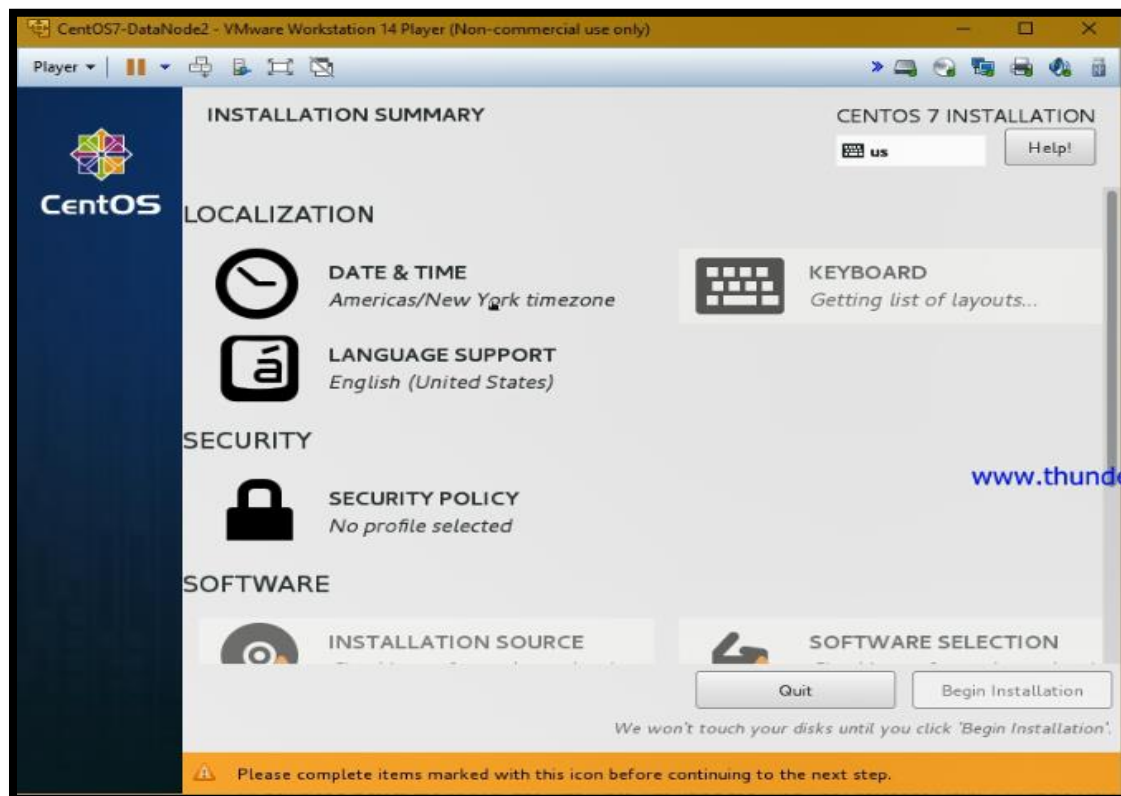 CentOS7-DataNode2 - VMware Workstation 14 Player (Non-commercial use only)
Player
INSTALLATION SUMMARY
CENTOS 7 INSTALLATION
us
Help!
CentOS
LOCALIZATION
DATE & TIME
Americas/New York timezone
KEYBOARD
Getting list of layouts...
LANGUAGE SUPPORT
English (United States)
SECURITY
www.thund
SECURITY POLICY
No profile selected
SOFTWARE
INSTALLATION SOURCE
SOFTWARE SELECTION
Quit
Begin Installation
We won't touch your disks until you click 'Begin Installation'.
Please complete items marked with this icon before continuing to the next step.